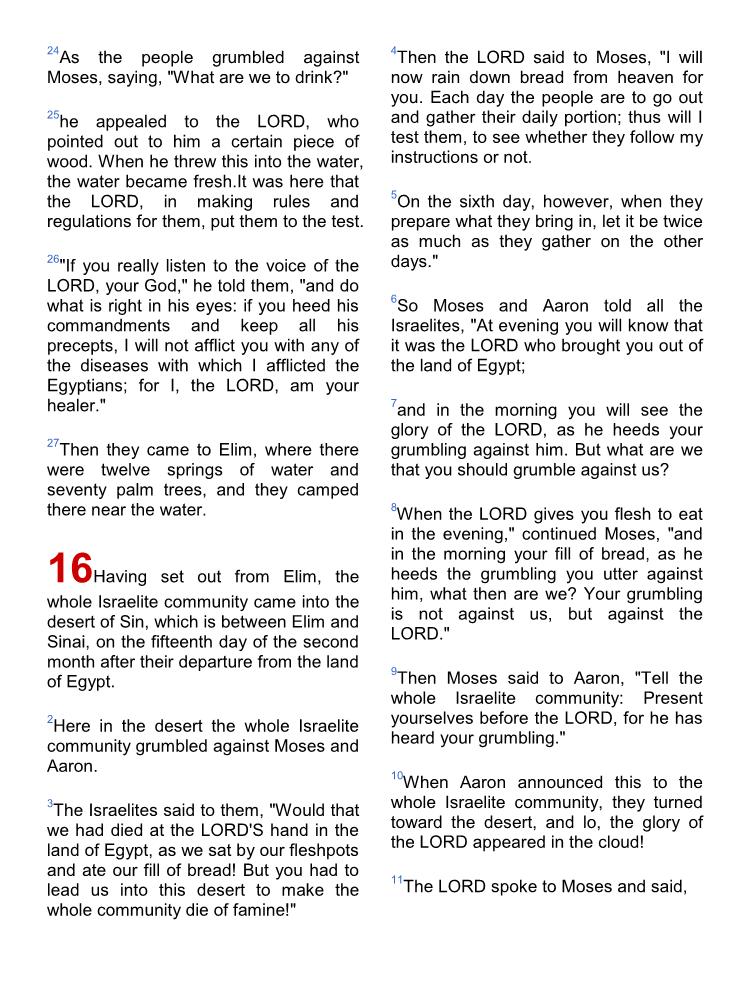 24As the people grumbled against
Moses, saying, "What are we to drink?"
25he appealed to the LORD, who
pointed out to him a certain piece of
wood. When he threw this into the water,
the water became fresh.It was here that
the LORD, in making rules and
regulations for them, put them to the test.
26"If you really listen to the voice of the
LORD, your God," he told them, "and do
what is right in his eyes: if you heed his
commandments and keep all his
precepts, I will not afflict you with any of
the diseases with which I afflicted the
Egyptians; for I, the LORD, am your
healer."
27Then they came to Elim, where there
were twelve springs of water and
seventy palm trees, and they camped
there near the water.
16Having set out from Elim, the
whole Israelite community came into the
desert of Sin, which is between Elim and
Sinai, on the fifteenth day of the second
month after their departure from the land
of Egypt.
2Here in the desert the whole Israelite
community grumbled against Moses and
Aaron.
3The Israelites said to them, "Would that
we had died at the LORD'S hand in the
land of Egypt, as we sat by our fleshpots
and ate our fill of bread! But you had to
lead us into this desert to make the
whole community die of famine!"
4Then the LORD said to Moses, "I will
now rain down bread from heaven for
you. Each day the people are to go out
and gather their daily portion; thus will I
test them, to see whether they follow my
instructions or not.
5On the sixth day, however, when they
prepare what they bring in, let it be twice
as much as they gather on the other
days."
6So Moses and Aaron told all the
Israelites, "At evening you will know that
it was the LORD who brought you out of
the land of Egypt;
7and in the morning you will see the
glory of the LORD, as he heeds your
grumbling against him. But what are we
that you should grumble against us?
8When the LORD gives you flesh to eat
in the evening," continued Moses, "and
in the morning your fill of bread, as he
heeds the grumbling you utter against
him, what then are we? Your grumbling
is not against us, but against the
LORD."
9Then Moses said to Aaron, "Tell the
whole Israelite community: Present
yourselves before the LORD, for he has
heard your grumbling."
10When Aaron announced this to the
whole Israelite community, they turned
toward the desert, and lo, the glory of
the LORD appeared in the cloud!
11The LORD spoke to Moses and said,